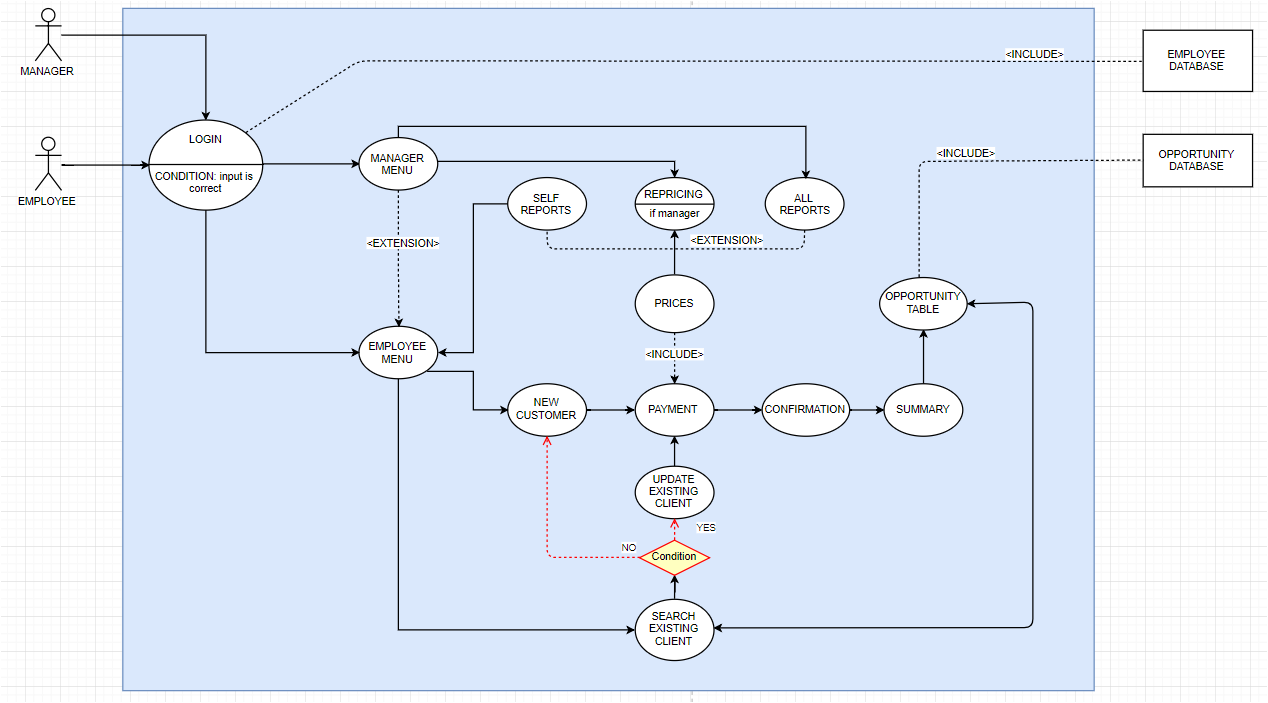 MANAGER
<INCLUDE>
EMPLOYEE
DATABASE
LOGIN
CONDITION: input is
correct
EMPLOYEE
MANAGER
MENU
<INCLUDE>
OPPORTUNITY
DATABASE
SELF
REPORTS
REPRICING
if manager
ALL
REPORTS
<EXTENSION>
<EXTENSION>
PRICES
OPPORTUNITY
TABLE
EMPLOYEE
MENU
<INCLUDE>
NEW
CUSTOMER
PAYMENT
CONFIRMATION
SUMMARY
UPDATE
EXISTING
CLIENT
YES
NO
Condition
SEARCH
EXISTING
CLIENT